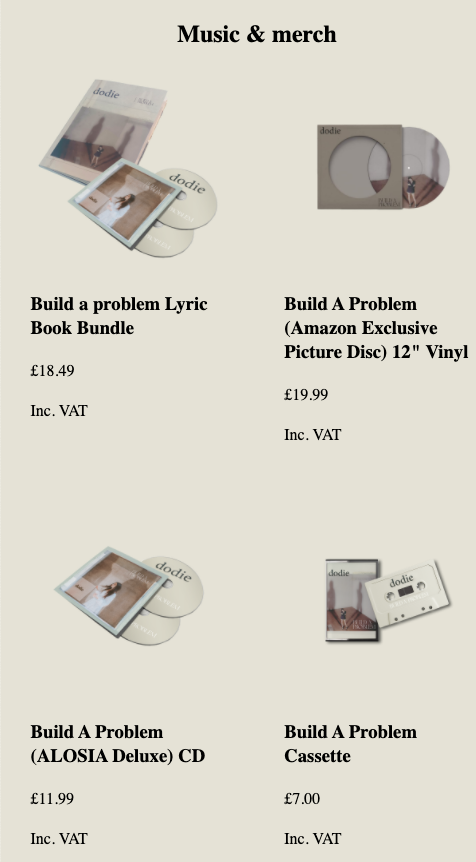 Music & merch
dodie
dodie
dodie
dodie
Build a problem Lyric
Book Bundle
£18.49
Inc. VAT
Build A Problem
(Amazon Exclusive
Picture Disc) 12" Vinyl
£19.99
Inc. VAT
dodie
dodie
dodie
dodie
Build A Problem
(ALOSIA Deluxe) CD
£11.99
Inc. VAT
Build A Problem
Cassette
£7.00
Inc. VAT